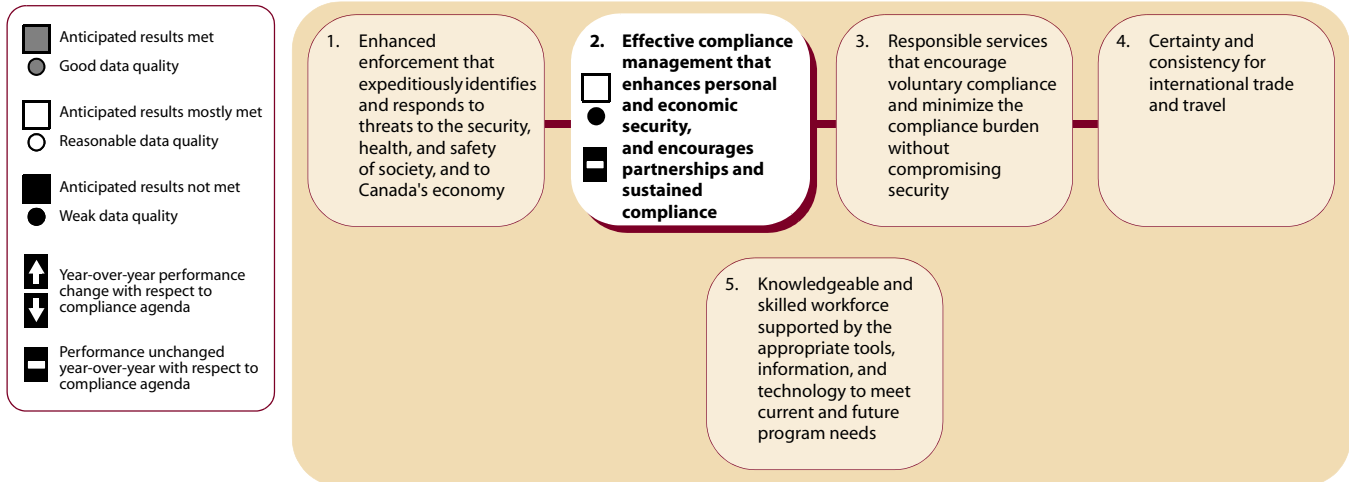 Anticipated results met
Good data quality
Anticipated results mostly met
Reasonable data quality
Anticipated results not met
Weak data quality
Year-over-year performance
change with respect to
compliance agenda
Performance unchanged
year-over-year with respect to
compliance agenda
1. Enhanced
enforcement that
expeditiously identifies
and responds to
threats to the security,
health, and safety
of society, and to
Canada's economy
2. Effective compliance
management that
enhances personal
and economic
security,
and encourages
partnerships and
sustained
compliance
3. Responsible services
that encourage
voluntary compliance
and minimize the
compliance burden
without
compromising
security
4. Certainty and
consistency for
international trade
and travel
5. Knowledgeable and
skilled workforce
supported by the
appropriate tools,
information, and
technology to meet
current and future
program needs